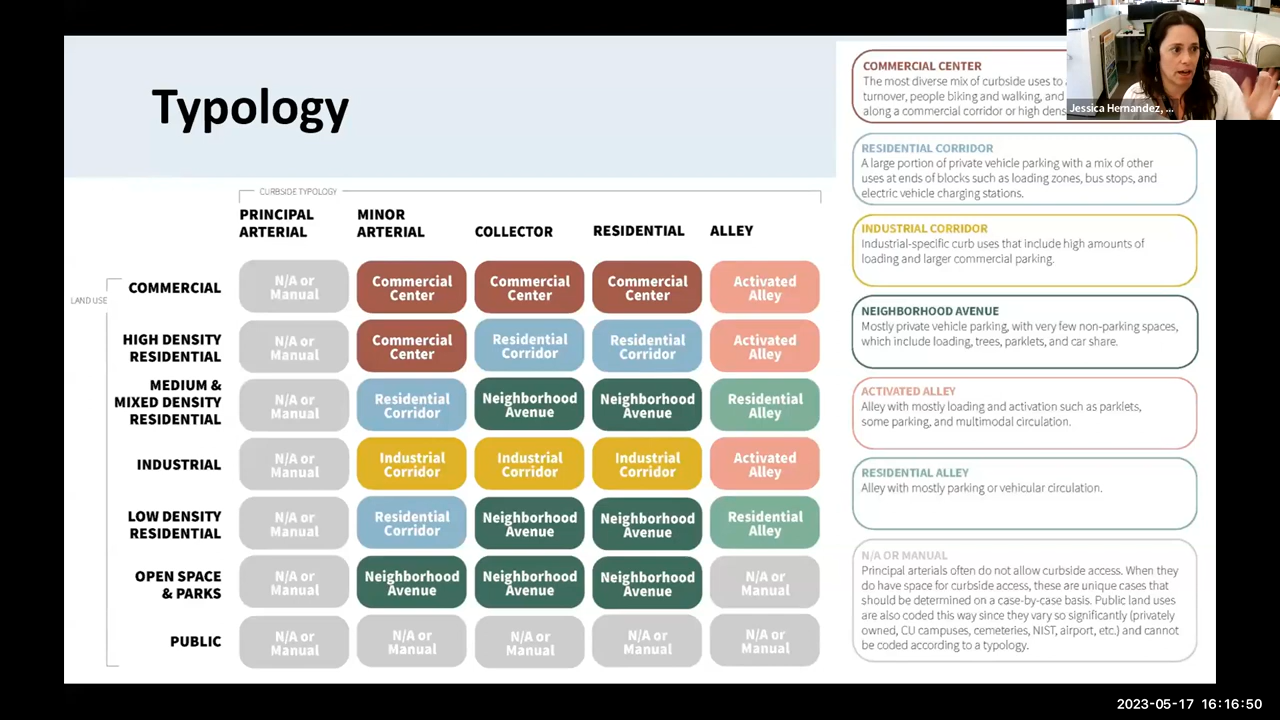 Typology
CURBSIDE TYPOLOGY
PRINCIPAL
ARTERIAL
MINOR
ARTERIAL
COLLECTOR
RESIDENTIAL
ALLEY
LAND USE
COMMERCIAL
N/A or
Manual
Commercial
Center
Commercial
Center
Commercial
Center
Activated
Alley
HIGH DENSITY
RESIDENTIAL
N/A or
Manual
Commercial
Center
Residential
Corridor
Residential
Corridor
Activated
Alley
MEDIUM &
MIXED DENSITY
RESIDENTIAL
N/A or
Manual
Residential
Corridor
Neighborhood
Avenue
Neighborhood
Avenue
Residential
Alley
INDUSTRIAL
N/A or
Manual
Industrial
Corridor
Industrial
Corridor
Industrial
Corridor
Activated
Alley
LOW DENSITY
RESIDENTIAL
N/A or
Manual
Residential
Corridor
Neighborhood
Avenue
Neighborhood
Avenue
Residential
Alley
OPEN SPACE
& PARKS
N/A or
Manual
Neighborhood
Avenue
Neighborhood
Avenue
Neighborhood
Avenue
N/A or
Manual
PUBLIC
N/A or
Manual
N/A or
Manual
N/A or
Manual
N/A or
Manual
N/A or
Manual
COMMERCIAL CENTER
The most diverse mix of curbside uses to
turnover, people biking and walking, and
along a commercial corridor or high
Jessica Hernandez, ...
RESIDENTIAL CORRIDOR
A large portion of private vehicle parking with a mix of other
uses at ends of blocks such as loading zones, bus stops, and
electric vehicle charging stations.
INDUSTRIAL CORRIDOR
Industrial-specific curb uses that include high amounts of
loading and larger commercial parking.
NEIGHBORHOOD AVENUE
Mostly private vehicle parking, with very few non-parking spaces,
which include loading, trees, parklets, and car share.
ACTIVATED ALLEY
Alley with mostly loading and activation such as parklets,
some parking, and multimodal circulation.
RESIDENTIAL ALLEY
Alley with mostly parking or vehicular circulation.
N/A OR MANUAL
Principal arterials often do not allow curbside access. When they
do have space for curbside access, these are unique cases that
should be determined on a case-by-case basis. Public land uses
are also coded this way since they vary so significantly (privately
owned, CU campuses, cemeteries, NIST, airport, etc.) and cannot
be coded according to a typology.
2023-05-17 16:16:50